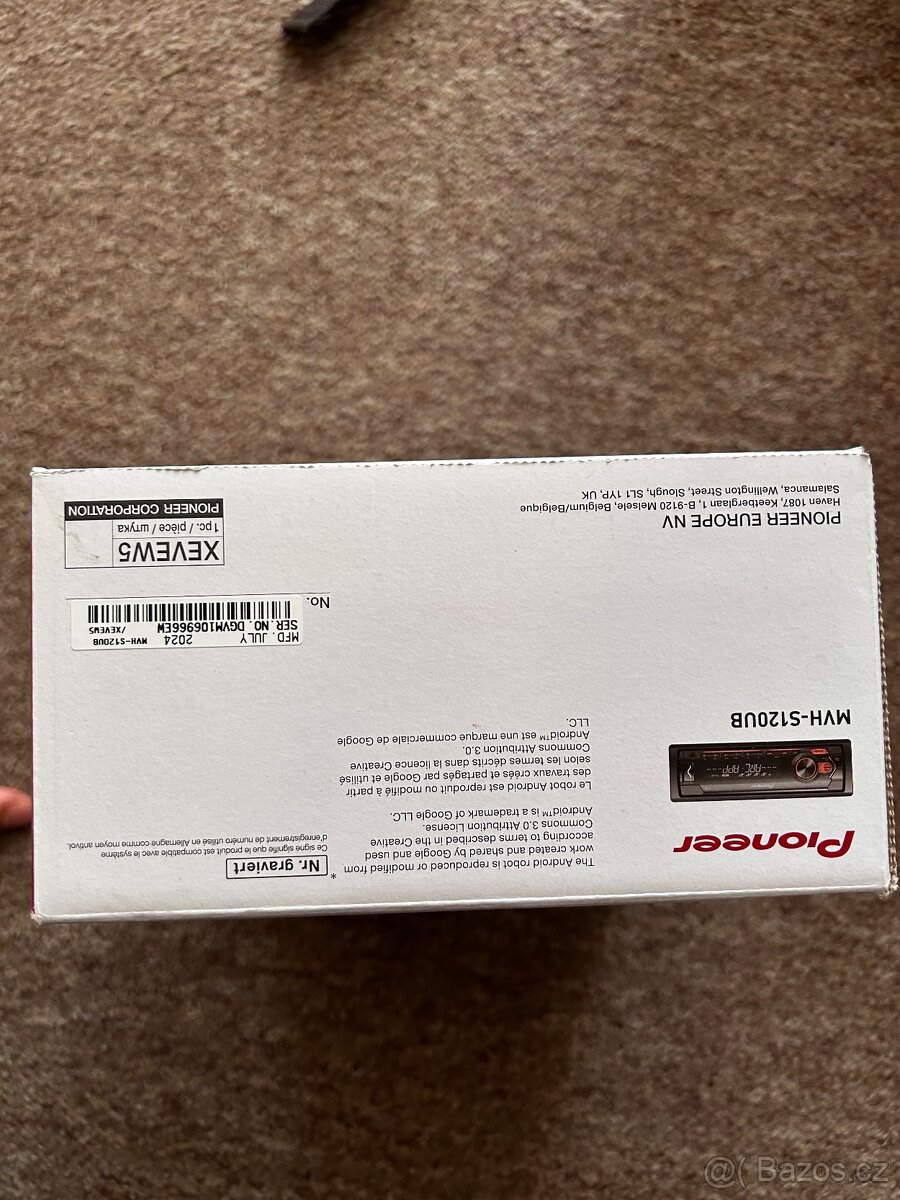 Pioneer
MVH-S120UB
The Android robot is reproduced or modified from
work created and shared by Google and used
according to terms described in the Creative
Commons 3.0 Attribution License.
Android™ is a trademark of Google LLC.
Le robot Android est reproduit ou modifié à partir
des travaux créés et partagés par Google et utilisé
selon les termes décrits dans la licence Creative
Commons Attribution 3.0.
Android™ est une marque commerciale de Google
LLC.
* Nr. graviert
Ce signe signifie que le produit est compatible avec le système
d'enregistrement de numéro utilisé en Allemagne comme moyen antivol.
MFD. JULY 2024 MVH-S120UB
SER.NO. DGVM106966EW /XEVEW5
No.
PIONEER EUROPE NV
Haven 1087, Keetberglaan 1, B-9120 Melsele, Belgium/Belgique
Salamanca, Wellington Street, Slough, SL1 1YP, UK
XEVEW5
1pc. / pièce / штука
PIONEER CORPORATION
@( Bazos.cz